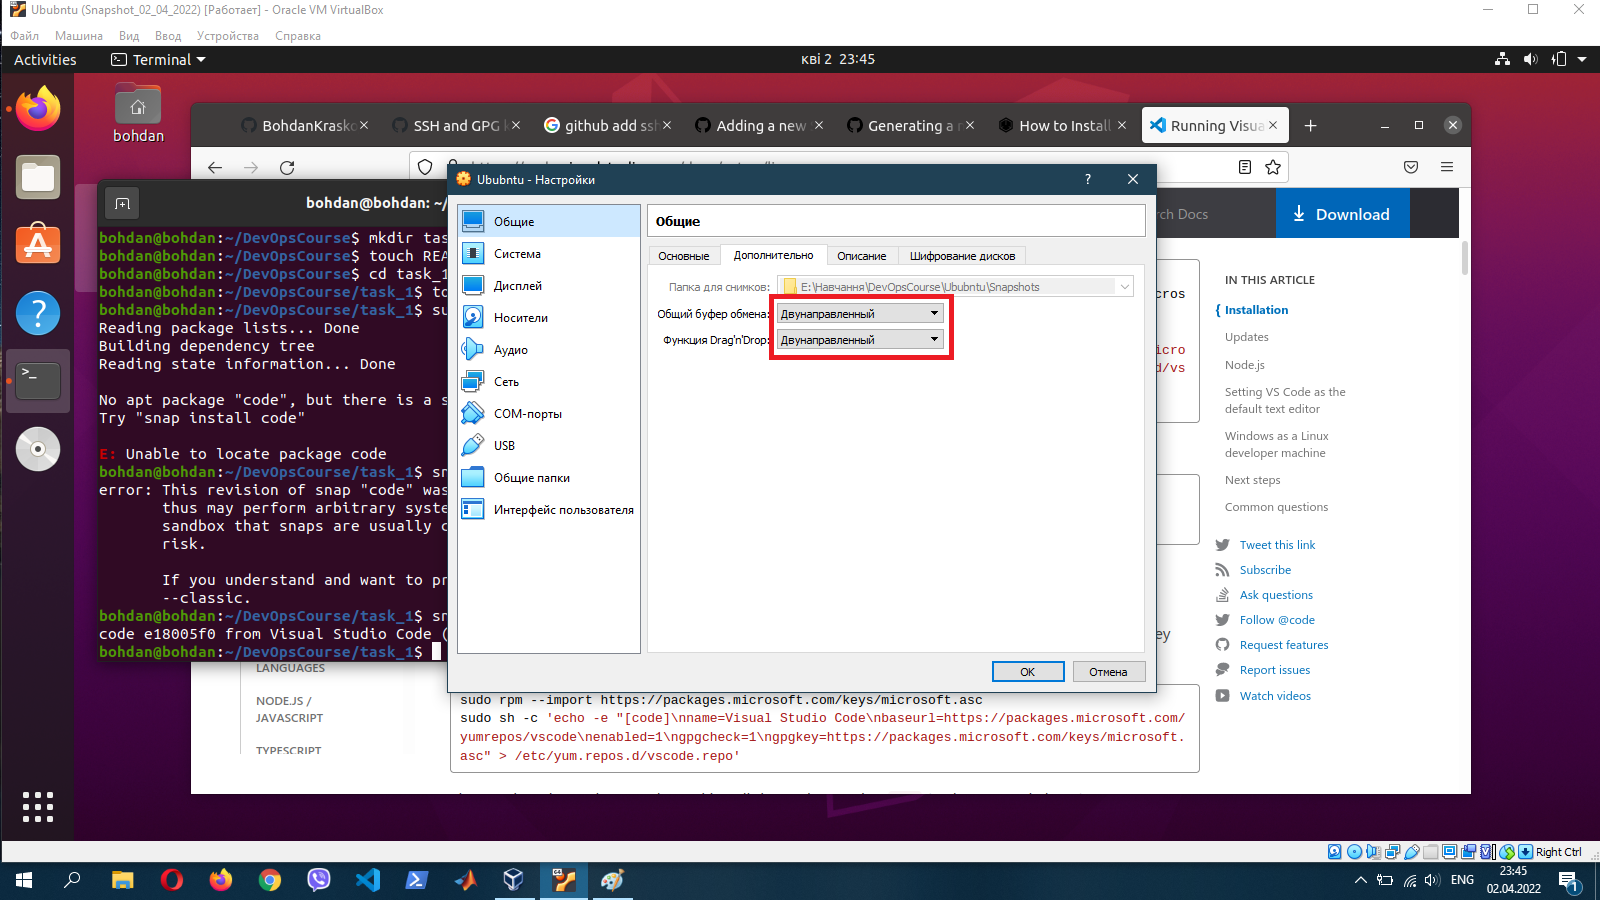 Ububntu (Snapshot_02_04_2022) [Работает] - Oracle VM VirtualBox
Файл Машина Вид Ввод Устройства Справка
Activities Terminal кві 2 23:45
bohdan
BohdanKrask SSH and GPG github add ss Adding a new Generating a How to Install Running Visua
bohdan@bohdan: ~/
bohdan@bohdan:~/DevOpsCourse$ mkdir tas
bohdan@bohdan:~/DevOpsCourse$ touch REA
bohdan@bohdan:~/DevOpsCourse$ cd task_1
bohdan@bohdan:~/DevOpsCourse/task_1$ to
bohdan@bohdan:~/DevOpsCourse/task_1$ su
Reading package lists... Done
Building dependency tree
Reading state information... Done
No apt package "code", but there is a s
Try "snap install code"
E: Unable to locate package code
bohdan@bohdan:~/DevOpsCourse/task_1$ sn
error: This revision of snap "code" was
thus may perform arbitrary syste
sandbox that snaps are usually c
risk.
If you understand and want to pr
--classic.
bohdan@bohdan:~/DevOpsCourse/task_1$ sn
code e18005f0 from Visual Studio Code (
bohdan@bohdan:~/DevOpsCourse/task_1$
Ububntu - Настройки ?
Общие
Система
Дисплей
Носители
Аудио
Сеть
COM-порты
USB
Общие папки
Интерфейс пользователя
Общие
Основные Дополнительно Описание Шифрование дисков
Папка для снимков: E:\Навчання\DevOpsCourse\Ububntu\Snapshots
Общий буфер обмена: Двунаправленный
Функция Drag'n'Drop: Двунаправленный
OK Отмена
rch Docs Download
cros
icro
d/vs
ey
IN THIS ARTICLE
Installation
Updates
Node.js
Setting VS Code as the
default text editor
Windows as a Linux
developer machine
Next steps
Common questions
Tweet this link
Subscribe
Ask questions
Follow @code
Request features
Report issues
Watch videos
LANGUAGES
NODE.JS /
JAVASCRIPT
TYPESCRIPT
sudo rpm --import https://packages.microsoft.com/keys/microsoft.asc
sudo sh -c 'echo -e "[code]\nname=Visual Studio Code\nbaseurl=https://packages.microsoft.com/
yumrepos/vscode\nenabled=1\ngpgcheck=1\ngpgkey=https://packages.microsoft.com/keys/microsoft.
asc" > /etc/yum.repos.d/vscode.repo'
Right Ctrl
ENG 23:45
02.04.2022
1